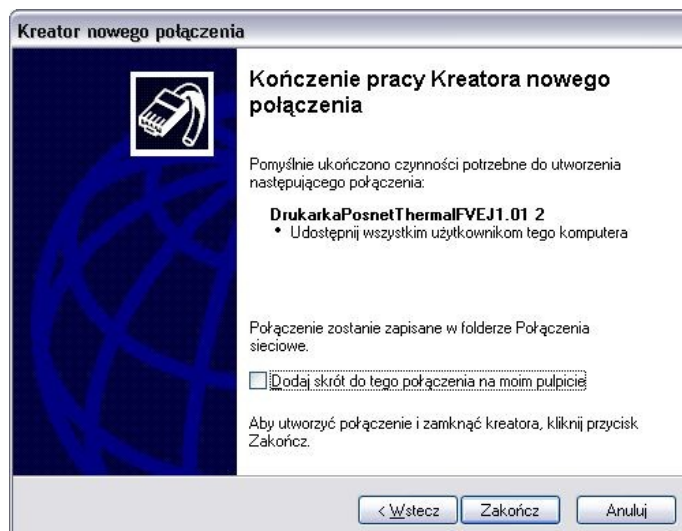 Kreator nowego połączenia
Kończenie pracy Kreatora nowego
połączenia
Pomyślnie ukończono czynności potrzebne do utworzenia
następującego połączenia:
DrukarkaPosnetThermalFVEJ1.01 2
• Udostępnij wszystkim użytkownikom tego komputera
Połączenie zostanie zapisane w folderze Połączenia
sieciowe.
Dodaj skrót do tego połączenia na moim pulpicie
Aby utworzyć połączenie i zamknąć kreatora, kliknij przycisk
Zakończ.
< Wstecz Zakończ Anuluj